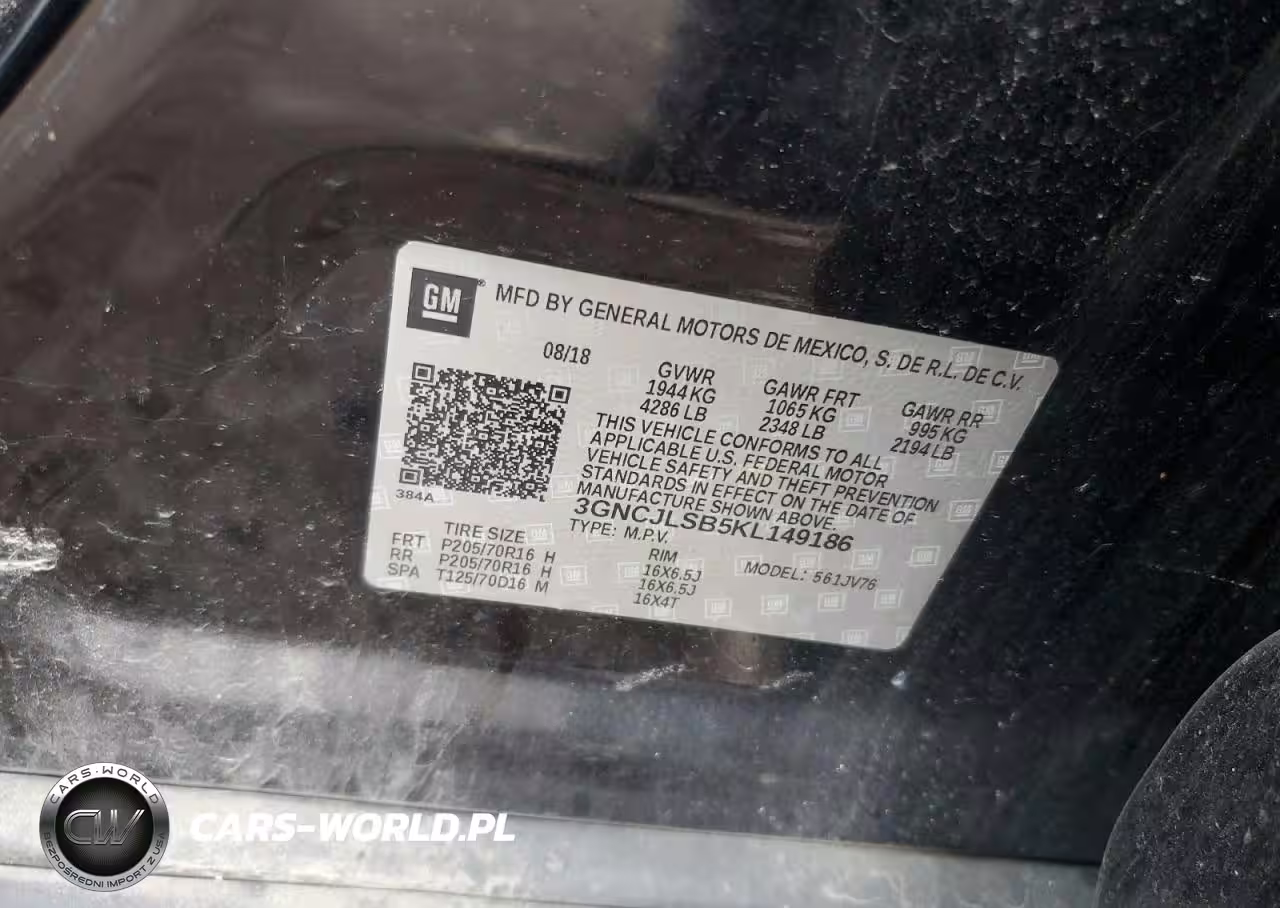 GM
MFD BY GENERAL MOTORS DE MEXICO, S. DE R.L. DE C.V.
08/18
GVWR
1944 KG
4286 LB
GAWR FRT
1065 KG
2348 LB
GAWR RR
995 KG
2194 LB
THIS VEHICLE CONFORMS TO ALL
APPLICABLE U.S. FEDERAL MOTOR
VEHICLE SAFETY AND THEFT PREVENTION
STANDARDS IN EFFECT ON THE DATE OF
MANUFACTURE SHOWN ABOVE.
3GNCJLSB5KL149186
TYPE: M.P.V.
MODEL: 561JV76
384A
TIRE SIZE RIM
FRT P205/70R16 H 16X6.5J
RR P205/70R16 H 16X6.5J
SPA T125/70D16 M 16X4T
CARS-WORLD
CW
BEZPOŚREDNI IMPORT Z USA
CARS-WORLD.PL